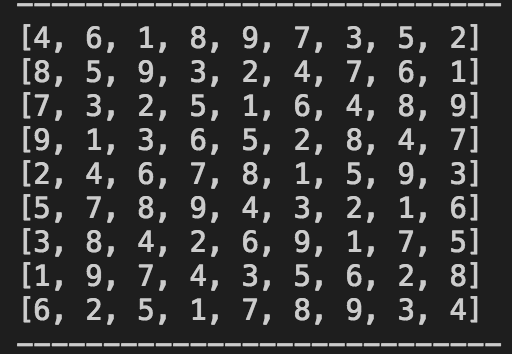 [4, 6, 1, 8, 9, 7, 3, 5, 2]
[8, 5, 9, 3, 2, 4, 7, 6, 1]
[7, 3, 2, 5, 1, 6, 4, 8, 9]
[9, 1, 3, 6, 5, 2, 8, 4, 7]
[2, 4, 6, 7, 8, 1, 5, 9, 3]
[5, 7, 8, 9, 4, 3, 2, 1, 6]
[3, 8, 4, 2, 6, 9, 1, 7, 5]
[1, 9, 7, 4, 3, 5, 6, 2, 8]
[6, 2, 5, 1, 7, 8, 9, 3, 4]